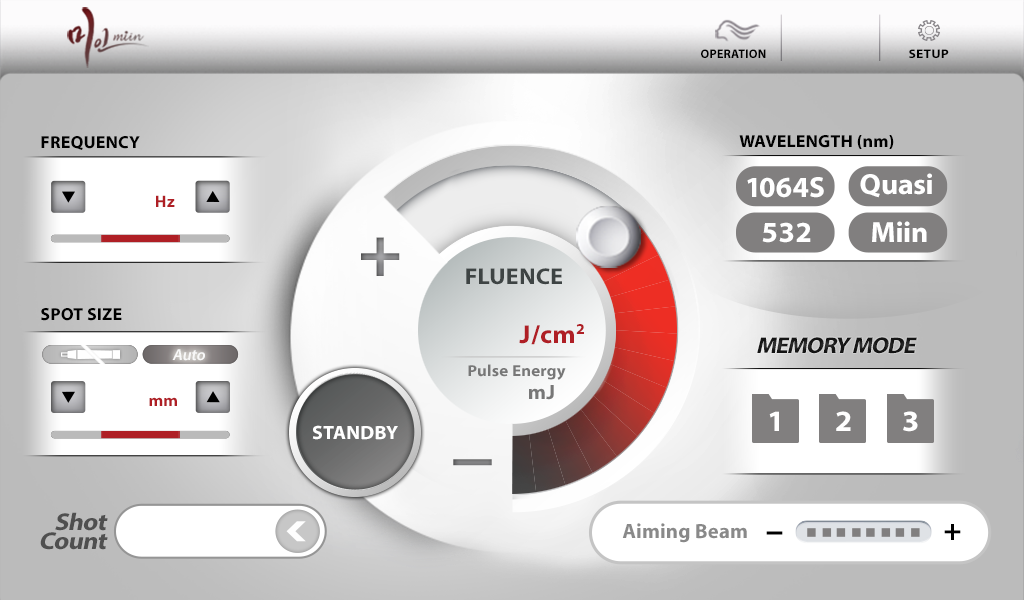 미인 miin
OPERATION
SETUP
FREQUENCY
▼ Hz ▲
SPOT SIZE
Auto
▼ mm ▲
Shot
Count
+
FLUENCE
J/cm²
Pulse Energy
mJ
STANDBY
−
WAVELENGTH (nm)
1064S Quasi
532 Miin
MEMORY MODE
1 2 3
Aiming Beam − +